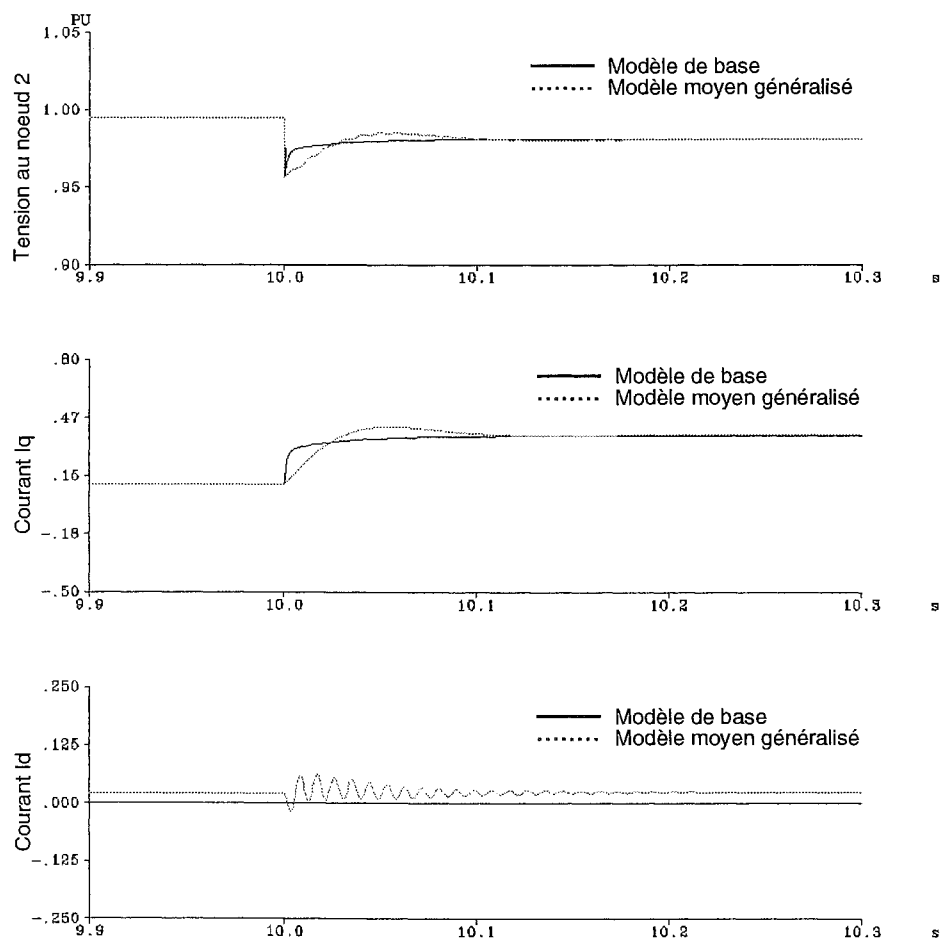 PU
1.05
1.00
.95
.90
Tension au noeud 2
Modèle de base
Modèle moyen généralisé
9.9 10.0 10.1 10.2 10.3 s
.80
.47
.15
-.18
-.50
Courant Iq
Modèle de base
Modèle moyen généralisé
9.9 10.0 10.1 10.2 10.3 s
.250
.125
.000
-.125
-.250
Courant Id
Modèle de base
Modèle moyen généralisé
9.9 10.0 10.1 10.2 10.3 s